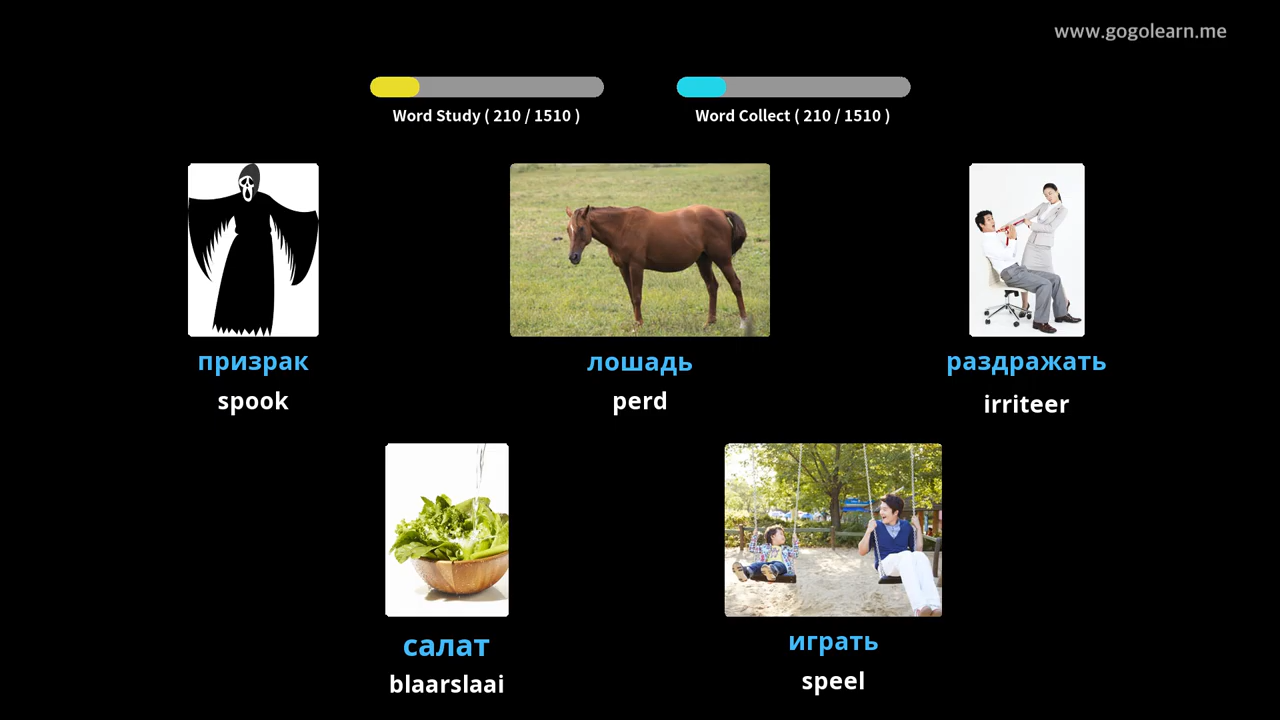 www.gogolearn.me
Word Study ( 210 / 1510 )
Word Collect ( 210 / 1510 )
призрак
spook
лошадь
perd
раздражать
irriteer
салат
blaarslaai
играть
speel